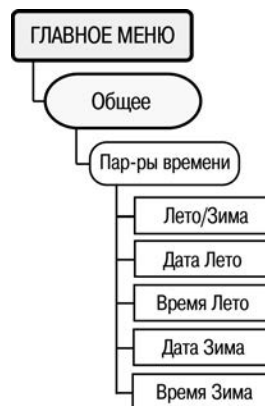 ГЛАВНОЕ МЕНЮ
Общее
Пар-ры времени
Лето/Зима
Дата Лето
Время Лето
Дата Зима
Время Зима